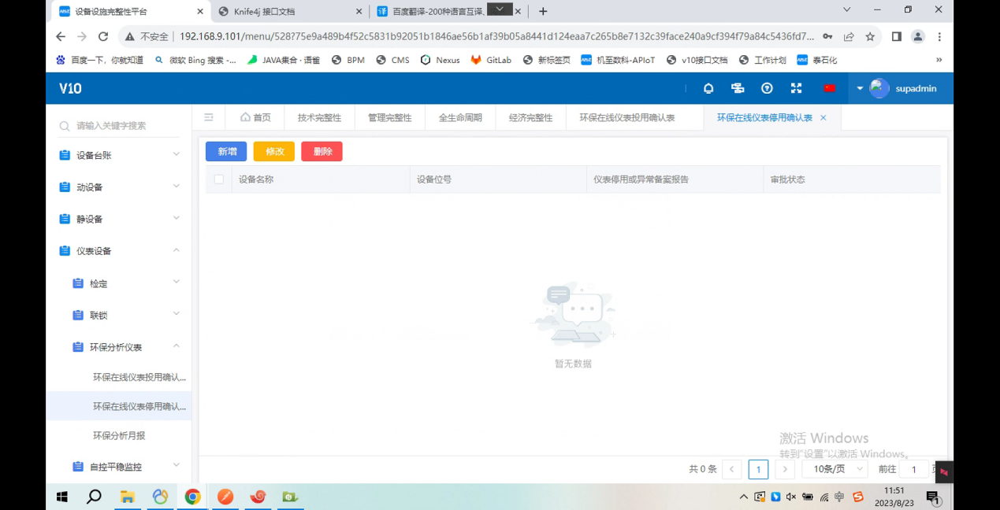 设备设施完整性平台
Knife4j 接口文档
百度翻译-200种语言互译、
不安全
192.168.9.101/menu/528?75e9a489b4f52c5831b92051b1846ae56b1af39b05a8441d124eaa7c265b8e7132c39face240a9cf394f79a84c5436fd7...
百度一下，你就知道
微软 Bing 搜索 -...
JAVA集合 · 语雀
BPM
CMS
Nexus
GitLab
新标签页
机至数科-APIoT
v10接口文档
工作计划
泰石化
»
V10
supadmin
请输入关键字搜索
首页
技术完整性
管理完整性
全生命周期
经济完整性
环保在线仪表投用确认表
环保在线仪表停用确认表
新增
修改
删除
设备名称
设备位号
仪表停用或异常备案报告
审批状态
设备台账
动设备
静设备
仪表设备
检定
联锁
环保分析仪表
环保在线仪表投用确认...
环保在线仪表停用确认...
环保分析月报
自控平稳监控
暂无数据
激活 Windows
转到"设置"以激活 Windows。
共 0 条
1
10条/页
前往
1
中
11:51
2023/8/23
1